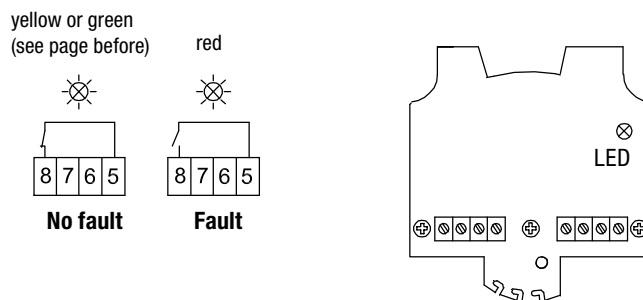 yellow or green
(see page before)
red
8 7 6 5
8 7 6 5
No fault
Fault
LED